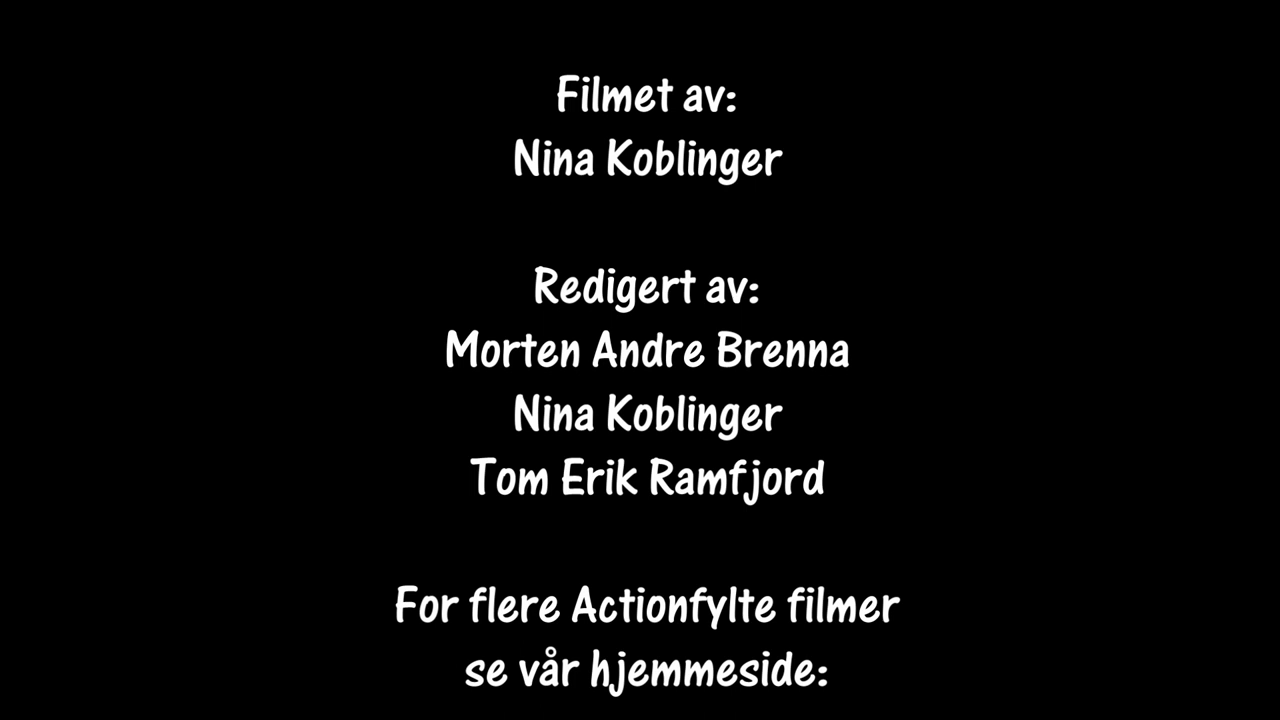 Filmet av:
Nina Koblinger
Redigert av:
Morten Andre Brenna
Nina Koblinger
Tom Erik Ramfjord
For flere Actionfylte filmer
se vår hjemmeside: